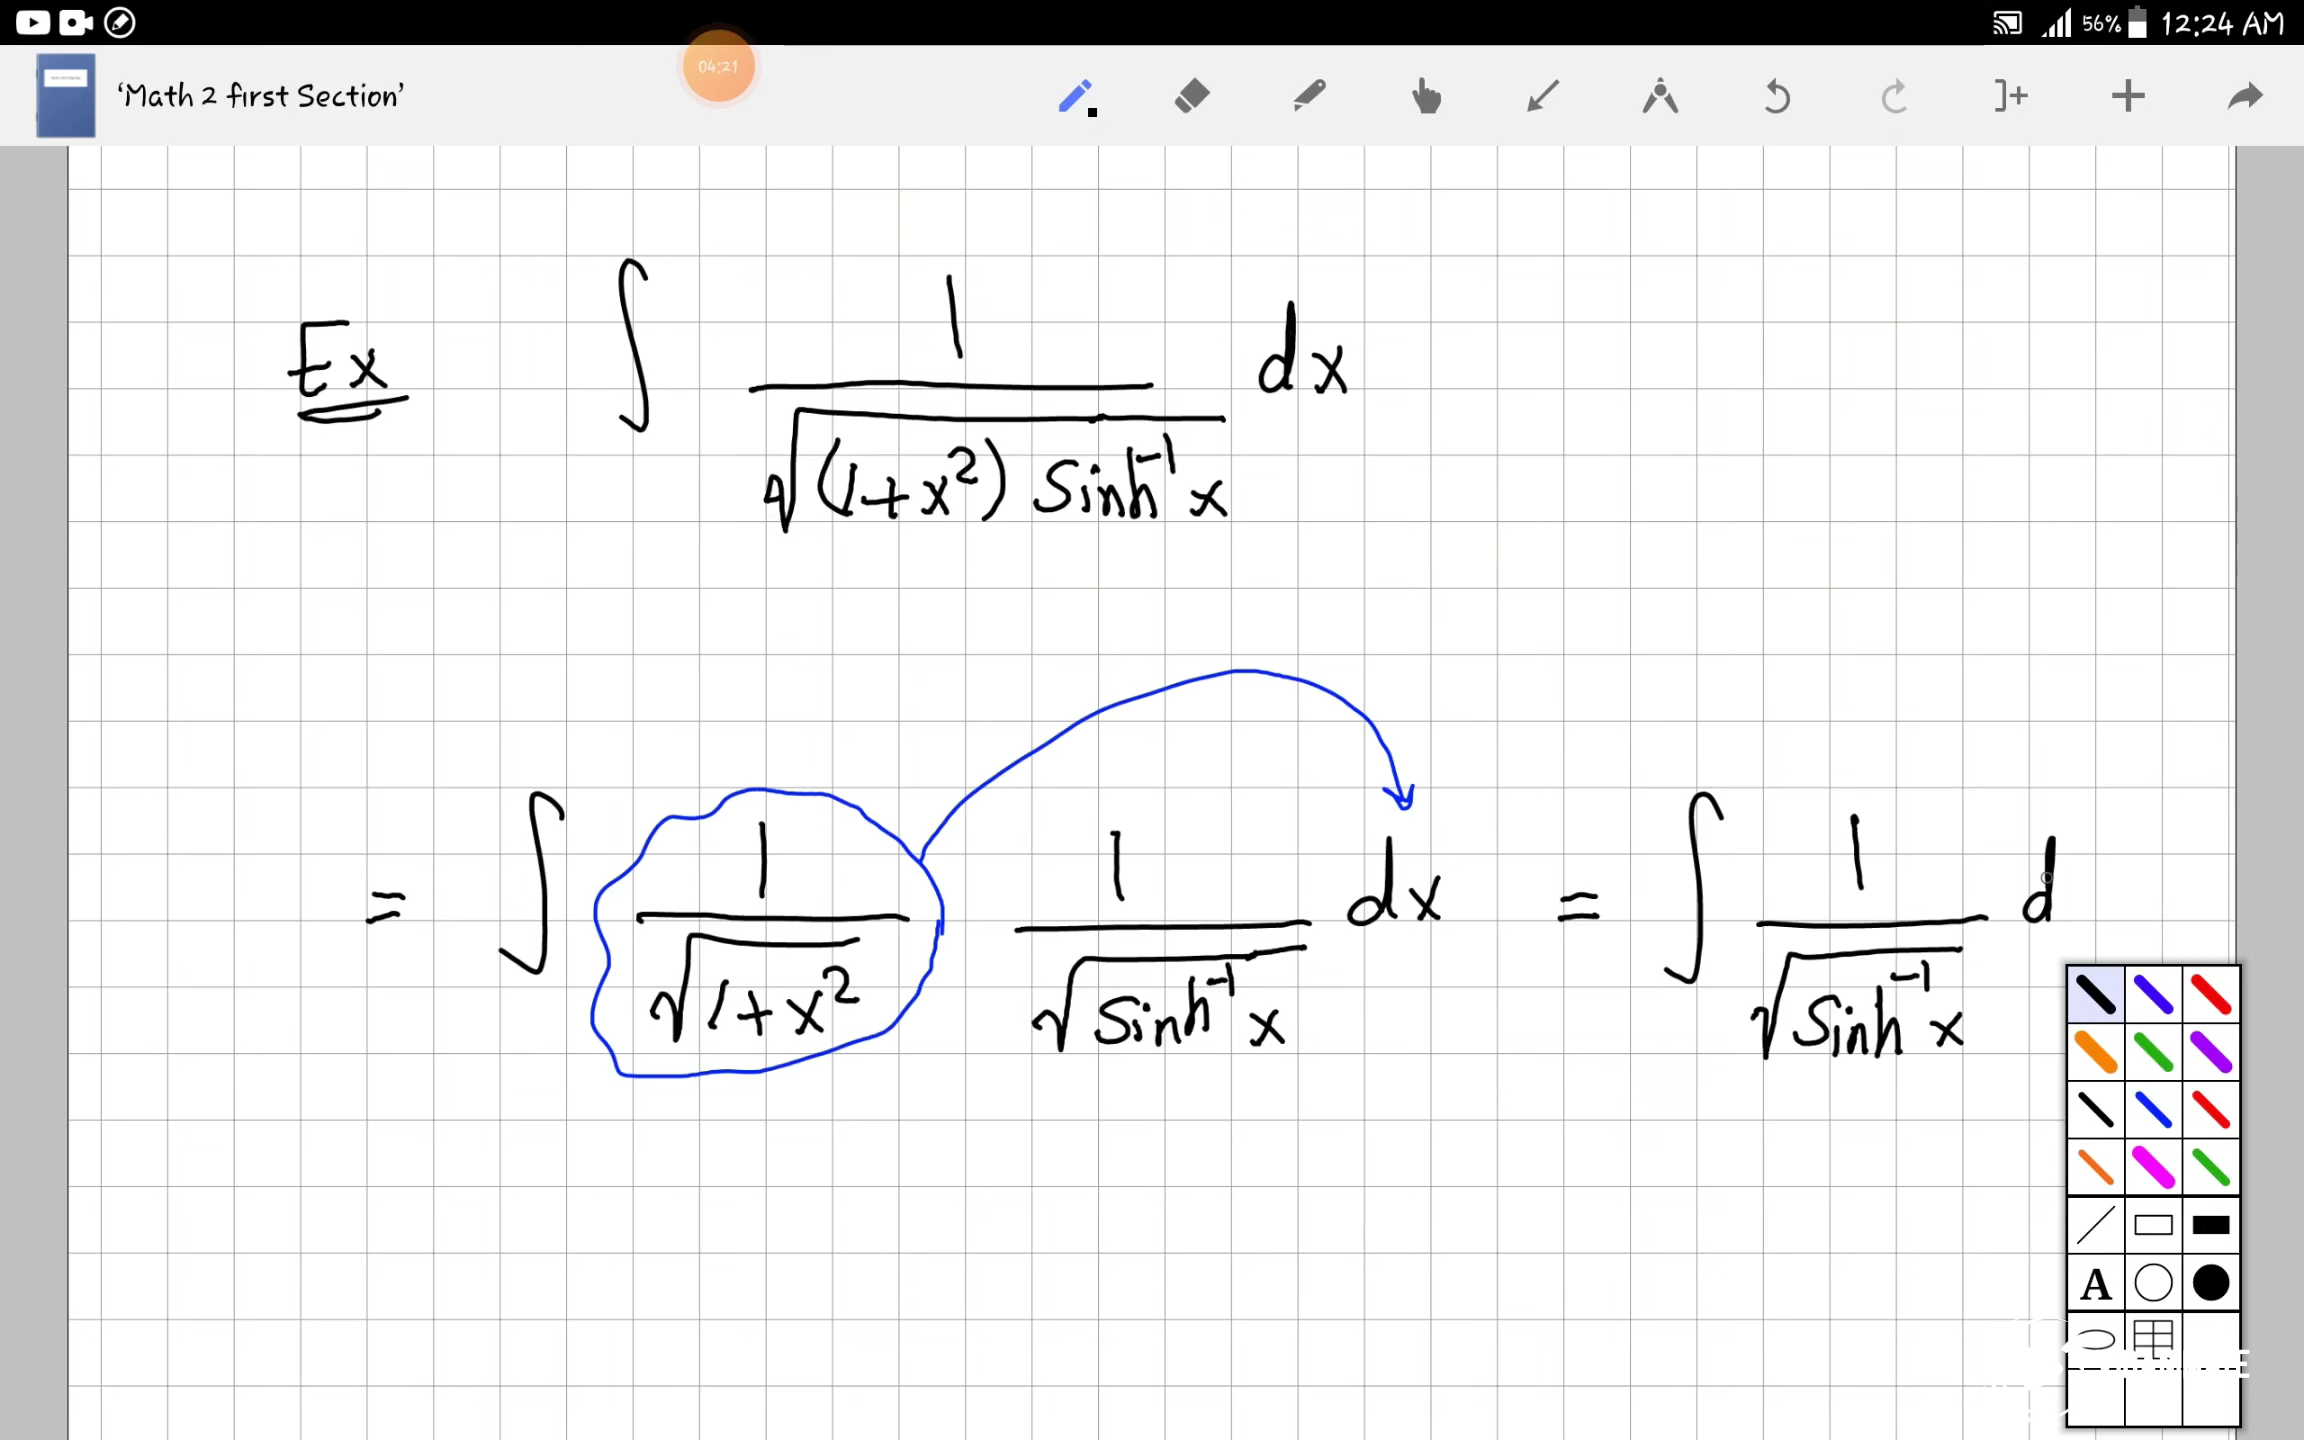 56% 12:24 AM
04:21
'Math 2 first Section'
Ex ∫ 1/√((1+x²) Sinh⁻¹x) dx
= ∫ 1/√(1+x²) 1/√(Sinh⁻¹x) dx = ∫ 1/√(Sinh⁻¹x) d
A